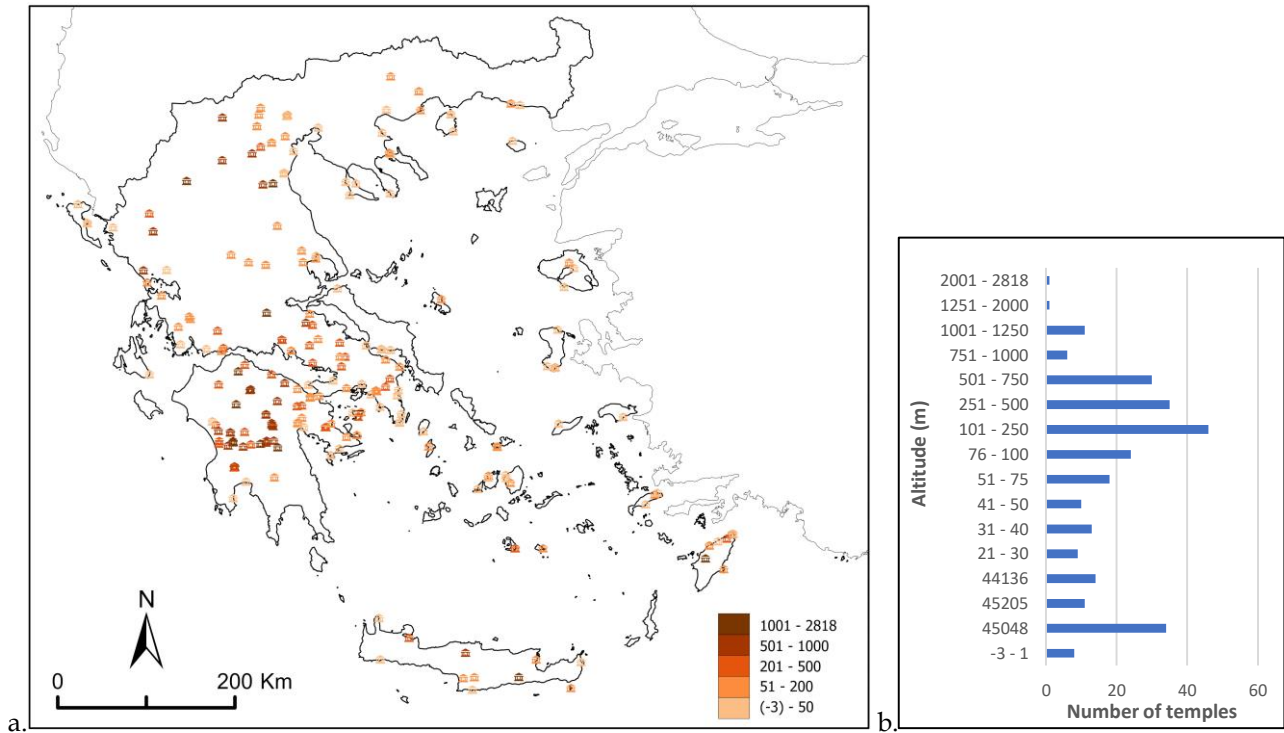 N
0 200 Km
1001 - 2818
501 - 1000
201 - 500
51 - 200
(-3) - 50
a.
Altitude (m)
2001 - 2818
1251 - 2000
1001 - 1250
751 - 1000
501 - 750
251 - 500
101 - 250
76 - 100
51 - 75
41 - 50
31 - 40
21 - 30
44136
45205
45048
-3 - 1
0 20 40 60
Number of temples
b.